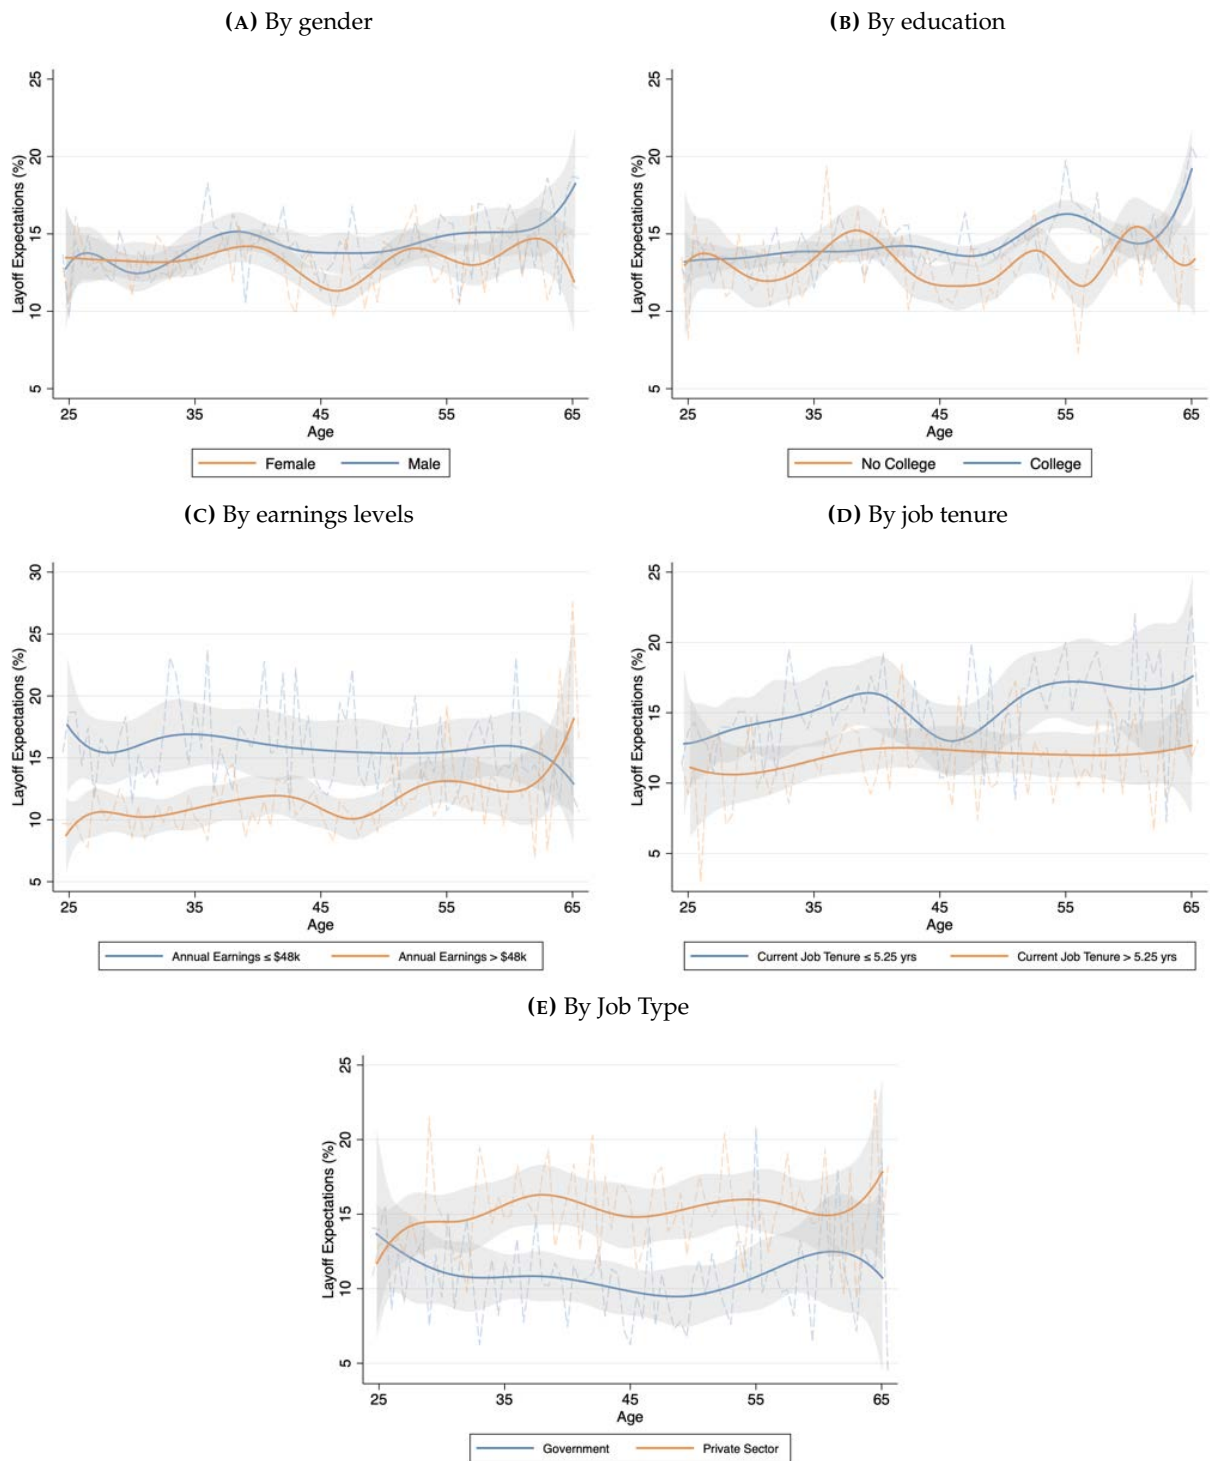 (A) By gender
(B) By education
25
20
15
10
5
Layoff Expectations (%)
25 35 45 55 65
Age
Female Male
25
20
15
10
5
Layoff Expectations (%)
25 35 45 55 65
Age
No College College
(C) By earnings levels
(D) By job tenure
30
25
20
15
10
5
Layoff Expectations (%)
25 35 45 55 65
Age
Annual Earnings ≤ $48k Annual Earnings > $48k
25
20
15
10
5
Layoff Expectations (%)
25 35 45 55 65
Age
Current Job Tenure ≤ 5.25 yrs Current Job Tenure > 5.25 yrs
(E) By Job Type
25
20
15
10
5
Layoff Expectations (%)
25 35 45 55 65
Age
Government Private Sector